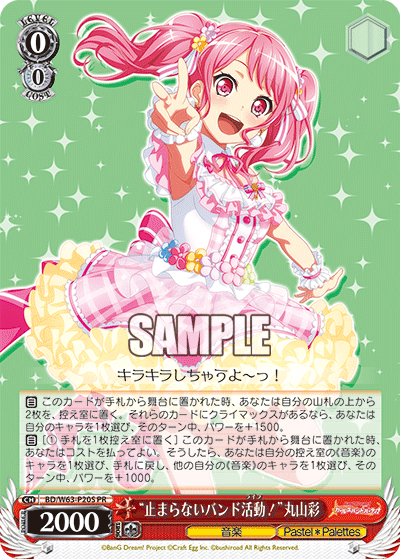 LEVEL
0
0
COST
SAMPLE
キラキラしちゃうよ～っ！
自 このカードが手札から舞台に置かれた時、あなたは自分の山札の上から
2枚を、控え室に置く。それらのカードにクライマックスがあるなら、あなたは
自分のキャラを1枚選び、そのターン中、パワーを＋1500。
自 ［① 手札を1枚控え室に置く］ このカードが手札から舞台に置かれた時、
あなたはコストを払ってよい。そうしたら、あなたは自分の控え室の《音楽》の
キャラを1枚選び、手札に戻し、他の自分の《音楽》のキャラを1枚選び、その
ターン中、パワーを＋1000。
BD/W63-P20S PR
2000
ライブ
“止まらないバンド活動！”丸山彩
音楽
Pastel＊Palettes
©BanG Dream! Project ©Craft Egg Inc. ©bushiroad All Rights Reserved.